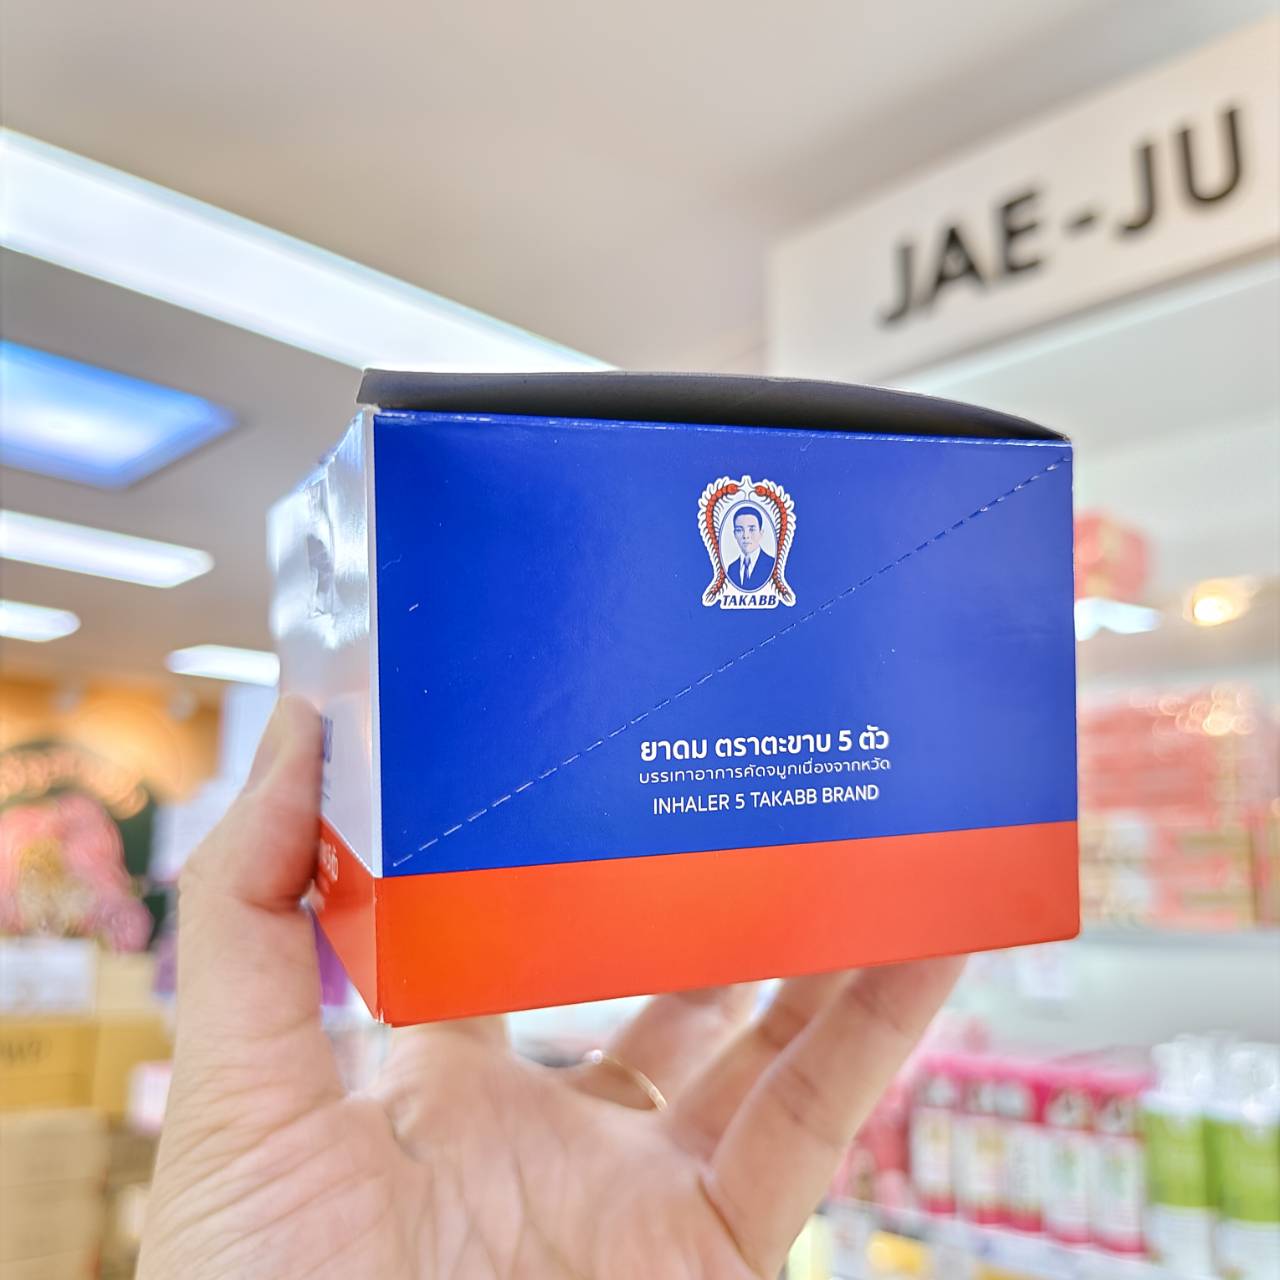 JAE-JU
TAKABB
ยาดม ตราตะขาบ 5 ตัว
บรรเทาอาการคัดจมูกเนื่องจากหวัด
INHALER 5 TAKABB BRAND